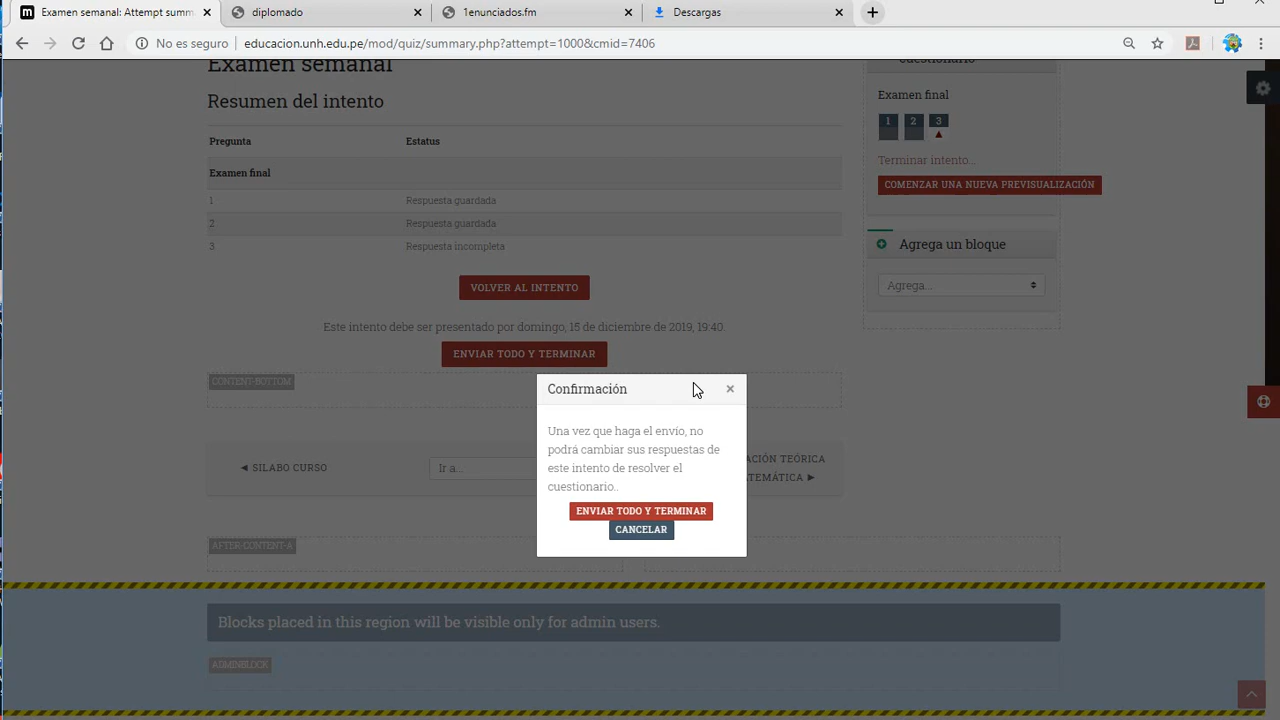 Examen semanal: Attempt summ
diplomado
1enunciados.fm
Descargas
No es seguro
educacion.unh.edu.pe/mod/quiz/summary.php?attempt=1000&cmid=7406
Examen semanal
Resumen del intento
Pregunta Estatus
Examen final
1 Respuesta guardada
2 Respuesta guardada
3 Respuesta incompleta
VOLVER AL INTENTO
Este intento debe ser presentado por domingo, 15 de diciembre de 2019, 19:40.
ENVIAR TODO Y TERMINAR
CONTENT-BOTTOM
◄ SILABO CURSO
Ir a...
ACIÓN TEÓRICA
TEMÁTICA ►
Confirmación ×
Una vez que haga el envío, no
podrá cambiar sus respuestas de
este intento de resolver el
cuestionario..
ENVIAR TODO Y TERMINAR
CANCELAR
AFTER-CONTENT-A
Blocks placed in this region will be visible only for admin users.
ADMINBLOCK
cuestionario
Examen final
1 2 3
Terminar intento...
COMENZAR UNA NUEVA PREVISUALIZACIÓN
Agrega un bloque
Agrega...